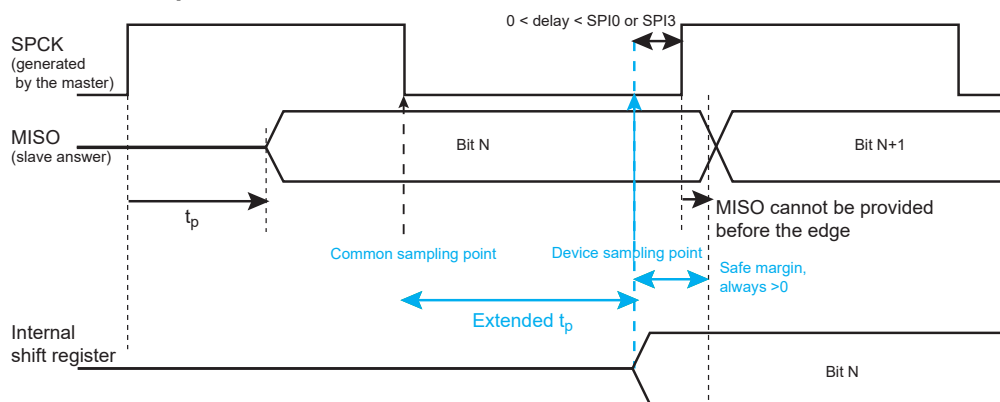 0 < delay < SPI0 or SPI3
SPCK
(generated
by the master)
MISO
(slave answer)
Bit N
Bit N+1
tp
MISO cannot be provided
before the edge
Common sampling point
Device sampling point
Safe margin,
always >0
Extended tp
Internal
shift register
Bit N